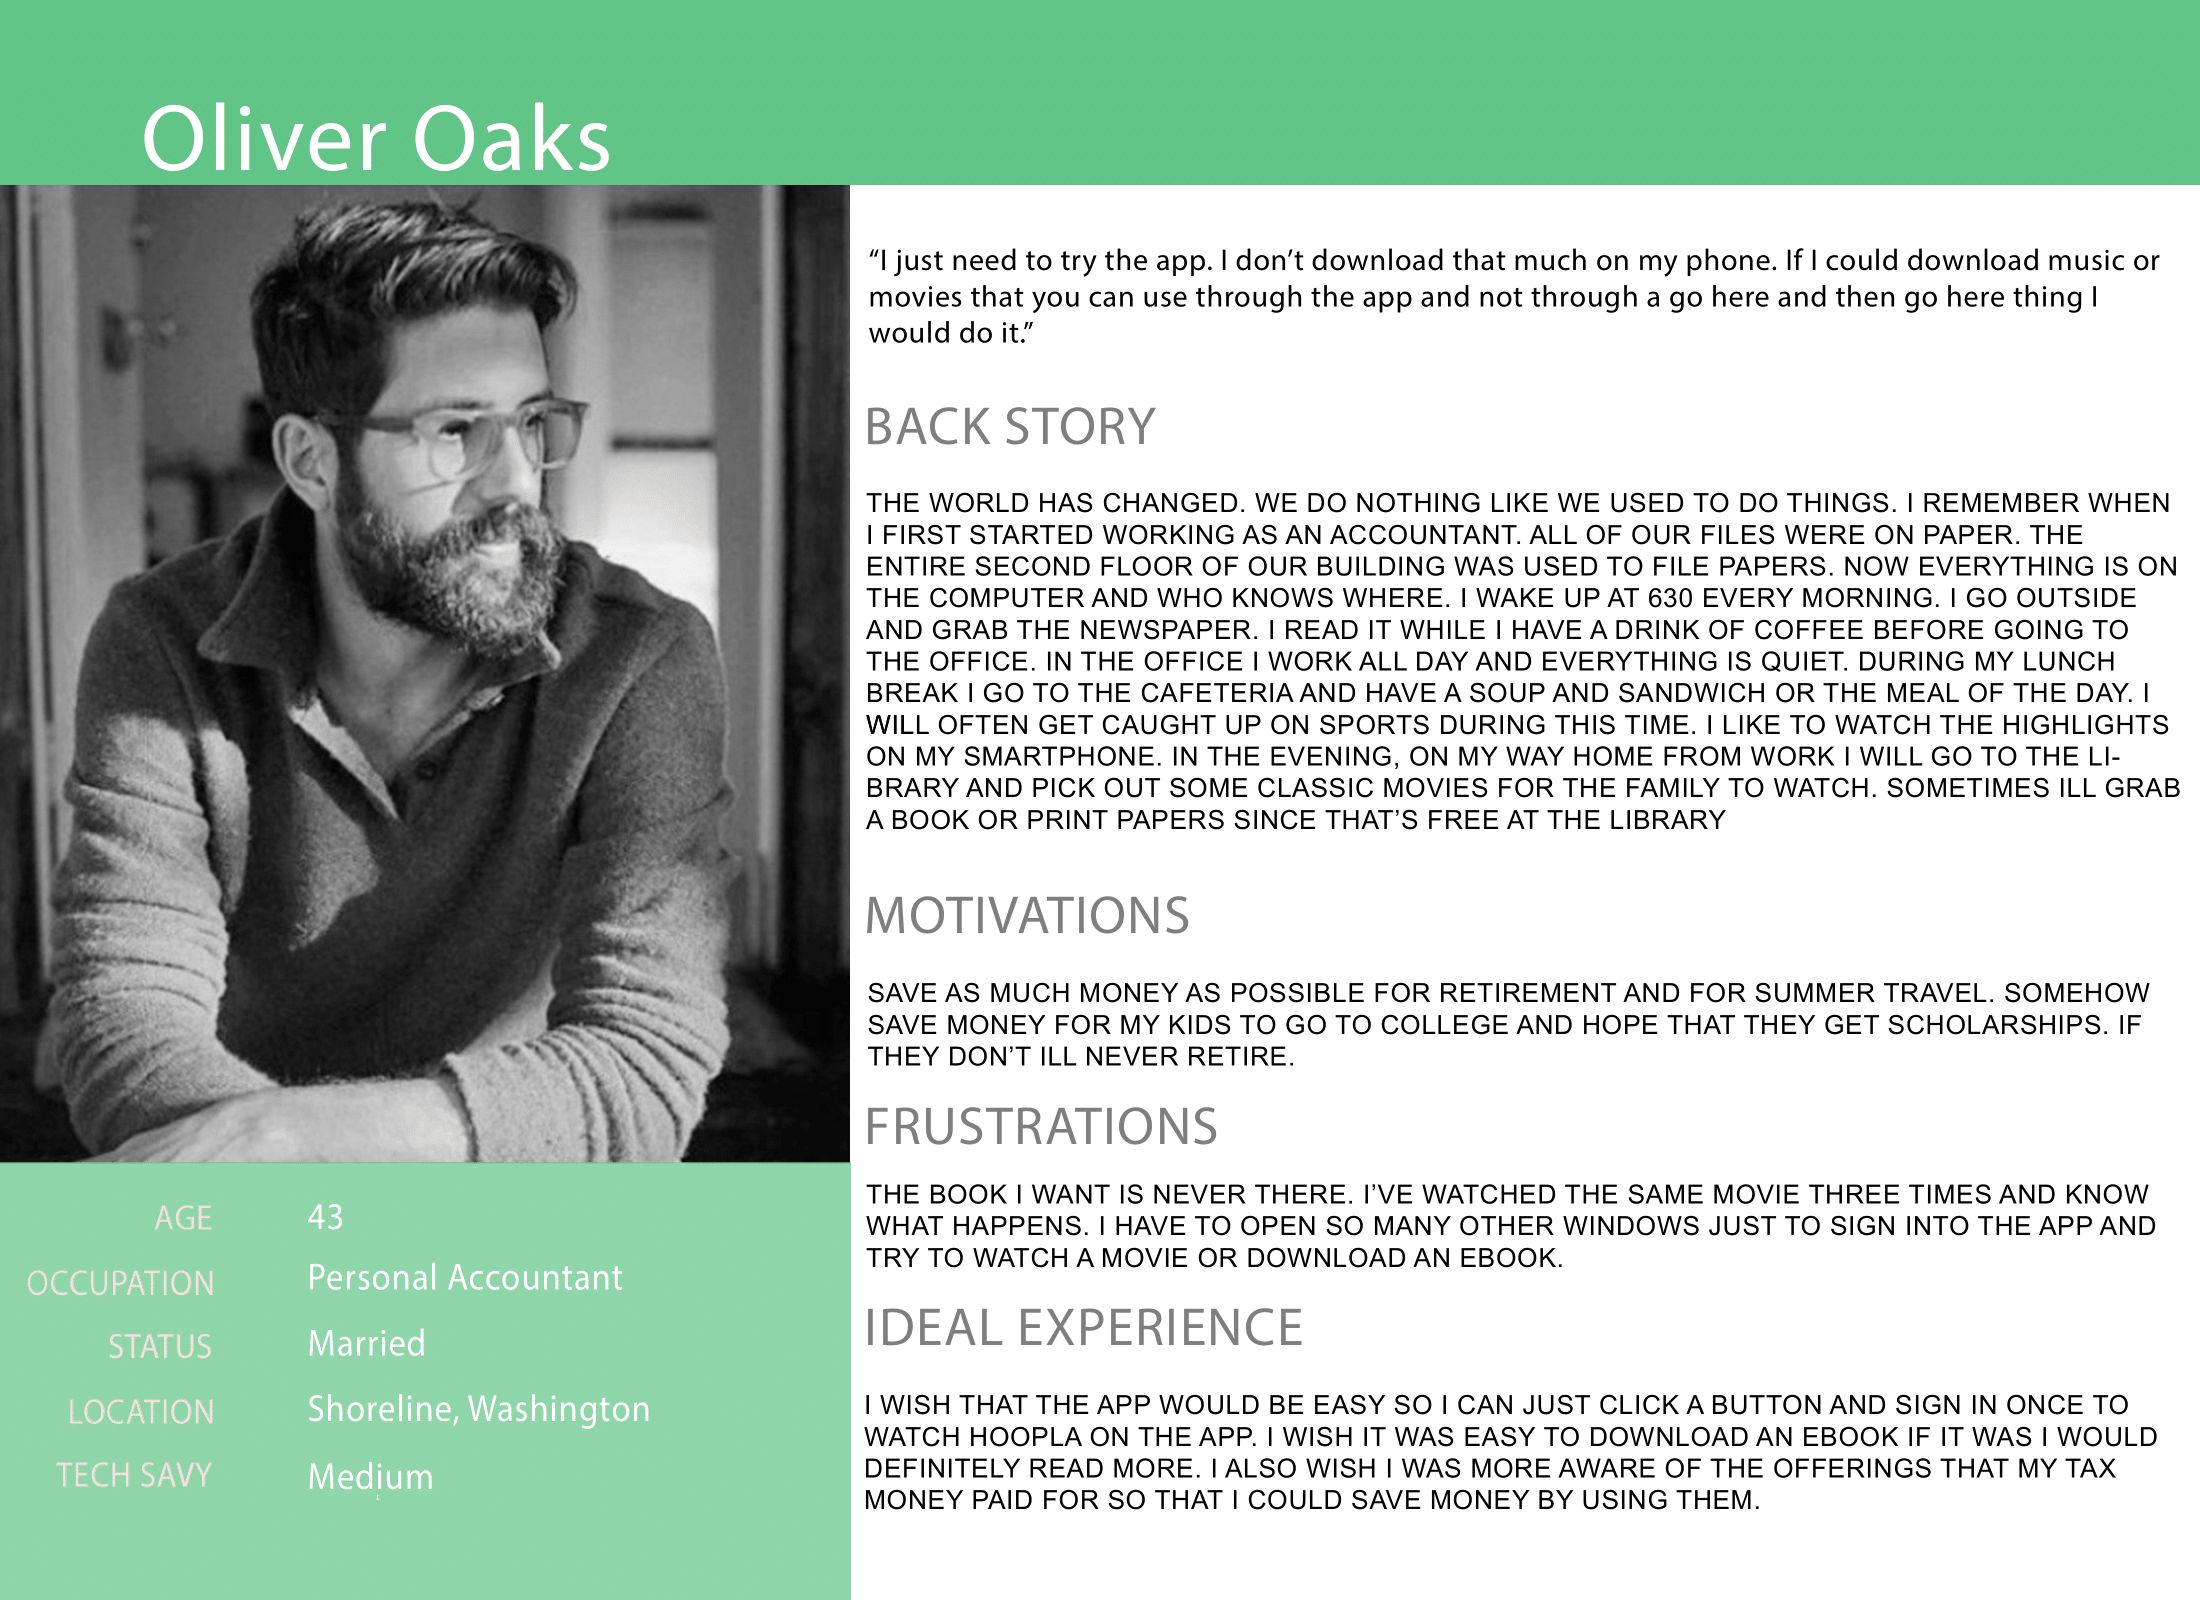 Oliver Oaks
“I just need to try the app. I don’t download that much on my phone. If I could download music or
movies that you can use through the app and not through a go here and then go here thing I
would do it.”
BACK STORY
THE WORLD HAS CHANGED. WE DO NOTHING LIKE WE USED TO DO THINGS. I REMEMBER WHEN
I FIRST STARTED WORKING AS AN ACCOUNTANT. ALL OF OUR FILES WERE ON PAPER. THE
ENTIRE SECOND FLOOR OF OUR BUILDING WAS USED TO FILE PAPERS. NOW EVERYTHING IS ON
THE COMPUTER AND WHO KNOWS WHERE. I WAKE UP AT 630 EVERY MORNING. I GO OUTSIDE
AND GRAB THE NEWSPAPER. I READ IT WHILE I HAVE A DRINK OF COFFEE BEFORE GOING TO
THE OFFICE. IN THE OFFICE I WORK ALL DAY AND EVERYTHING IS QUIET. DURING MY LUNCH
BREAK I GO TO THE CAFETERIA AND HAVE A SOUP AND SANDWICH OR THE MEAL OF THE DAY. I
WILL OFTEN GET CAUGHT UP ON SPORTS DURING THIS TIME. I LIKE TO WATCH THE HIGHLIGHTS
ON MY SMARTPHONE. IN THE EVENING, ON MY WAY HOME FROM WORK I WILL GO TO THE LI-
BRARY AND PICK OUT SOME CLASSIC MOVIES FOR THE FAMILY TO WATCH. SOMETIMES ILL GRAB
A BOOK OR PRINT PAPERS SINCE THAT’S FREE AT THE LIBRARY
MOTIVATIONS
SAVE AS MUCH MONEY AS POSSIBLE FOR RETIREMENT AND FOR SUMMER TRAVEL. SOMEHOW
SAVE MONEY FOR MY KIDS TO GO TO COLLEGE AND HOPE THAT THEY GET SCHOLARSHIPS. IF
THEY DON’T ILL NEVER RETIRE.
FRUSTRATIONS
THE BOOK I WANT IS NEVER THERE. I’VE WATCHED THE SAME MOVIE THREE TIMES AND KNOW
WHAT HAPPENS. I HAVE TO OPEN SO MANY OTHER WINDOWS JUST TO SIGN INTO THE APP AND
TRY TO WATCH A MOVIE OR DOWNLOAD AN EBOOK.
IDEAL EXPERIENCE
I WISH THAT THE APP WOULD BE EASY SO I CAN JUST CLICK A BUTTON AND SIGN IN ONCE TO
WATCH HOOPLA ON THE APP. I WISH IT WAS EASY TO DOWNLOAD AN EBOOK IF IT WAS I WOULD
DEFINITELY READ MORE. I ALSO WISH I WAS MORE AWARE OF THE OFFERINGS THAT MY TAX
MONEY PAID FOR SO THAT I COULD SAVE MONEY BY USING THEM.
AGE 43
OCCUPATION Personal Accountant
STATUS Married
LOCATION Shoreline, Washington
TECH SAVY Medium
t